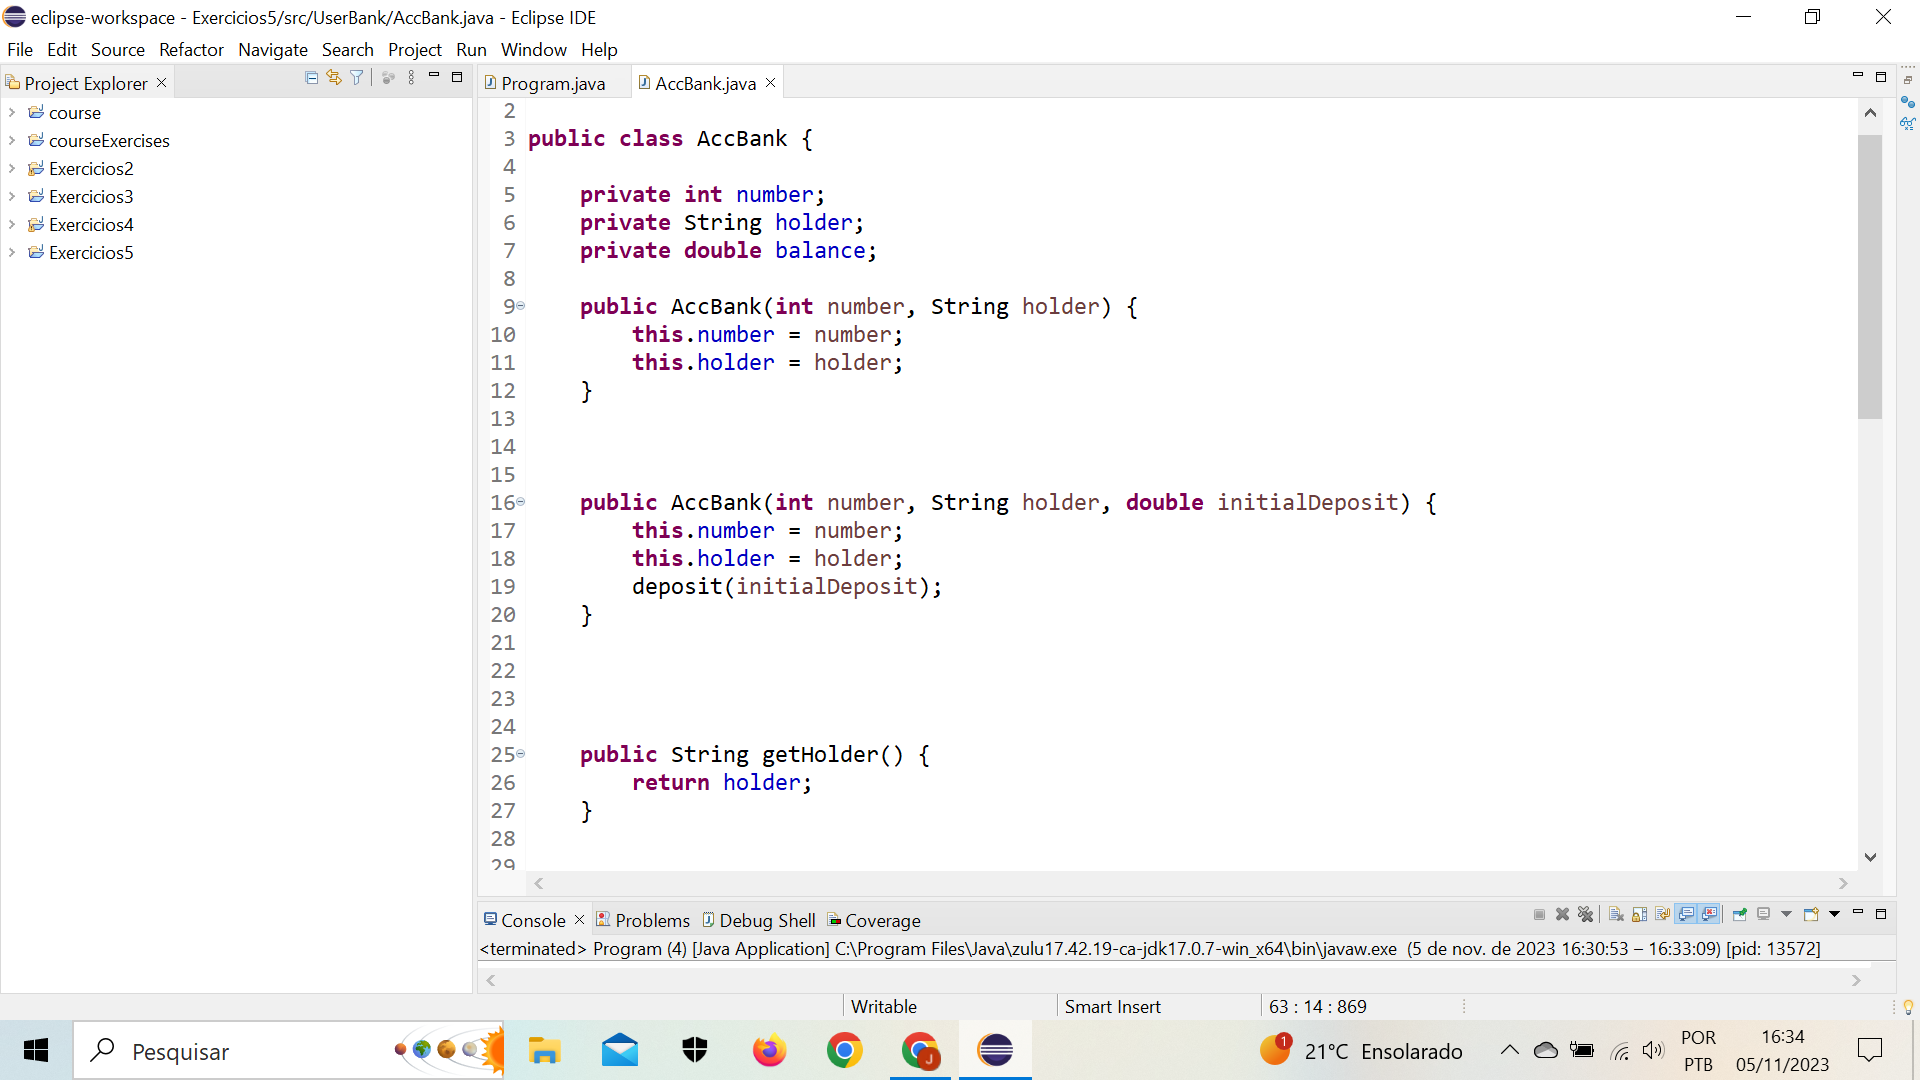 eclipse-workspace - Exercicios5/src/UserBank/AccBank.java - Eclipse IDE
File Edit Source Refactor Navigate Search Project Run Window Help
Project Explorer
course
courseExercises
Exercicios2
Exercicios3
Exercicios4
Exercicios5
Program.java
AccBank.java
2
3 public class AccBank {
4
5     private int number;
6     private String holder;
7     private double balance;
8
9     public AccBank(int number, String holder) {
10         this.number = number;
11         this.holder = holder;
12     }
13
14
15
16     public AccBank(int number, String holder, double initialDeposit) {
17         this.number = number;
18         this.holder = holder;
19         deposit(initialDeposit);
20     }
21
22
23
24
25     public String getHolder() {
26         return holder;
27     }
28
29
Console Problems Debug Shell Coverage
<terminated> Program (4) [Java Application] C:\Program Files\Java\zulu17.42.19-ca-jdk17.0.7-win_x64\bin\javaw.exe (5 de nov. de 2023 16:30:53 – 16:33:09) [pid: 13572]
Writable
Smart Insert
63 : 14 : 869
Pesquisar
J
1
21°C Ensolarado
POR
PTB
16:34
05/11/2023